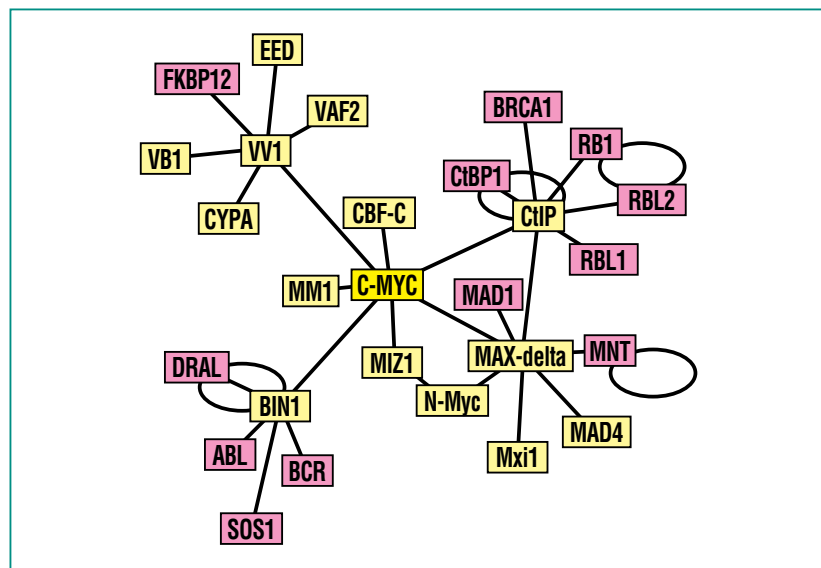 EED
FKBP12
VAF2
VB1
VV1
CYPA
BRCA1
RB1
CtBP1
RBL2
CtIP
RBL1
CBF-C
C-MYC
MM1
MAD1
MIZ1
MAX-delta
MNT
N-Myc
MAD4
Mxi1
DRAL
BIN1
ABL
BCR
SOS1